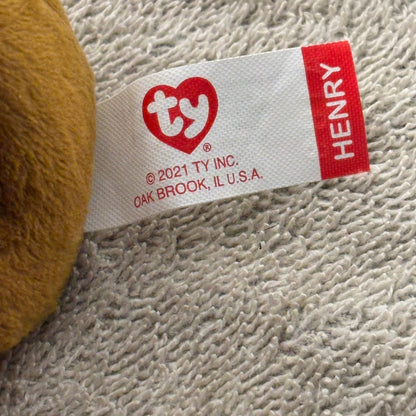 ty
®
© 2021 TY INC.
OAK BROOK, IL U.S.A.
HENRY